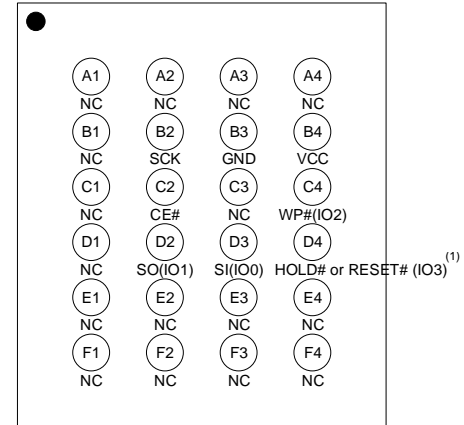 A1 A2 A3 A4
NC NC NC NC
B1 B2 B3 B4
NC SCK GND VCC
C1 C2 C3 C4
NC CE# NC WP#(IO2)
D1 D2 D3 D4
NC SO(IO1) SI(IO0) HOLD# or RESET# (IO3)(1)
E1 E2 E3 E4
NC NC NC NC
F1 F2 F3 F4
NC NC NC NC